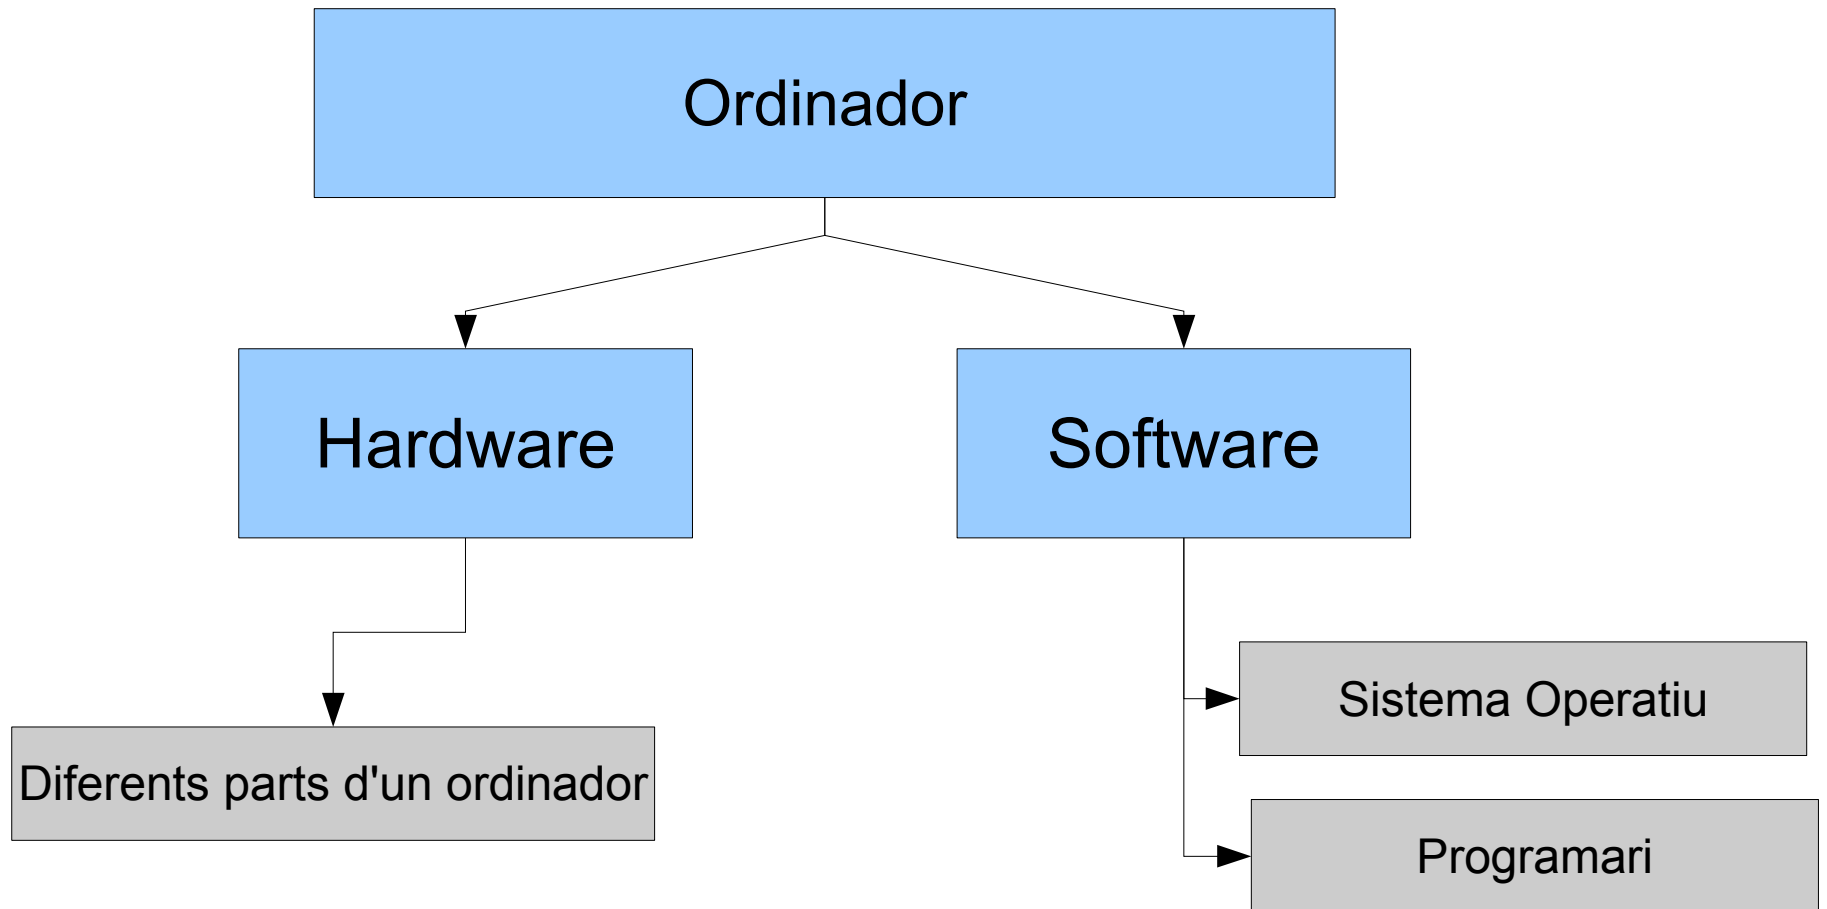 Ordinador
Hardware
Software
Sistema Operatiu
Diferents parts d'un ordinador
Programari